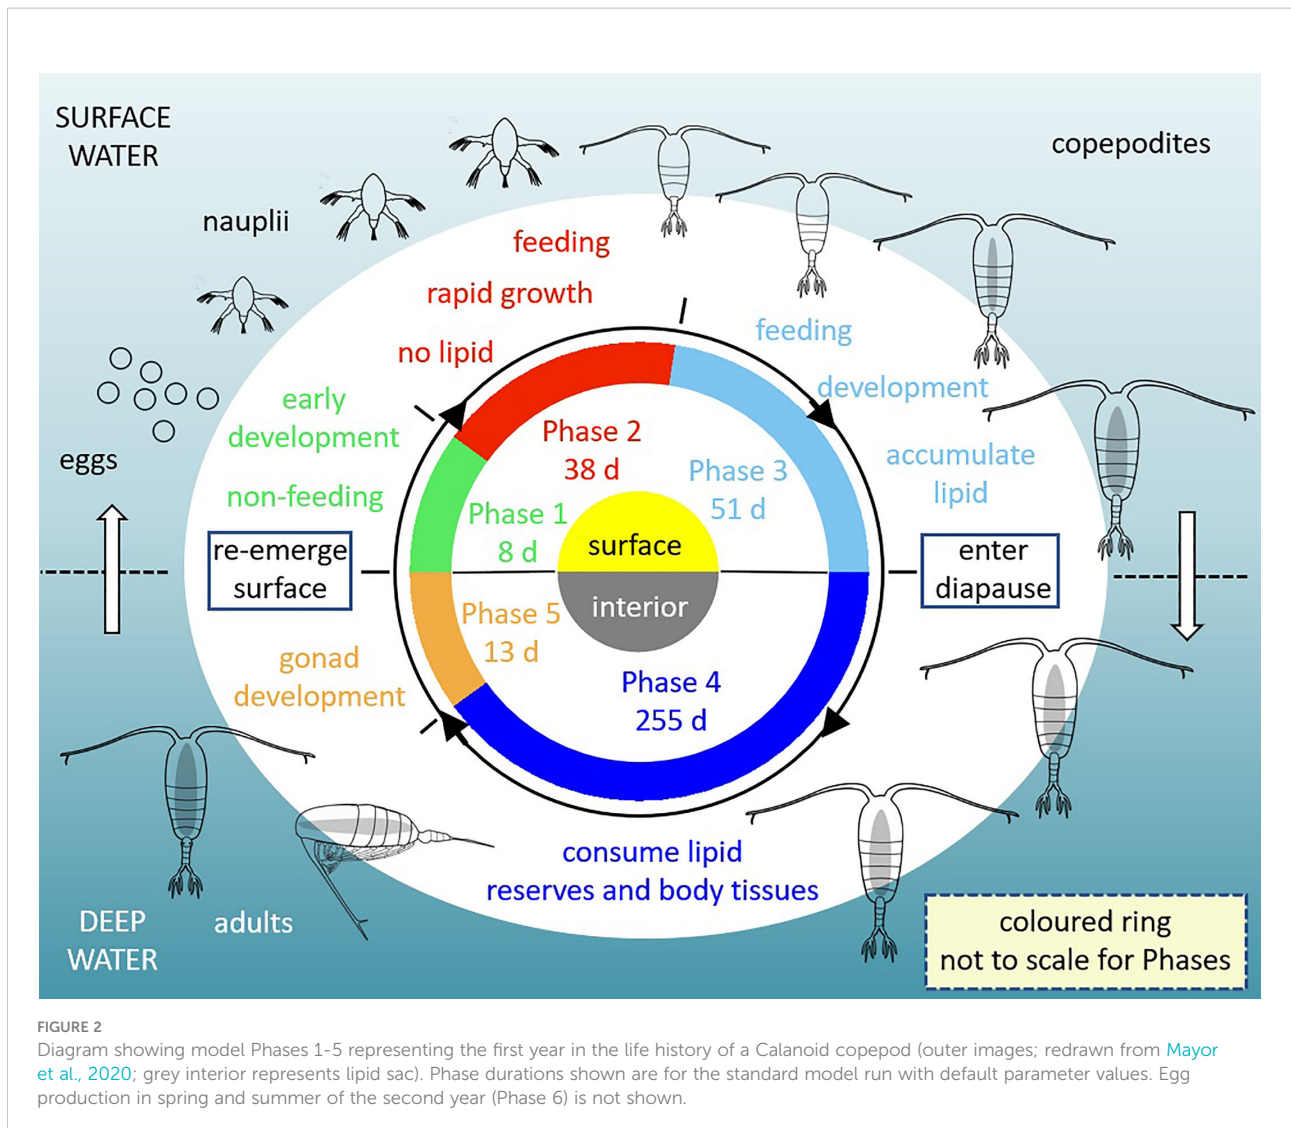 SURFACE
WATER
copepodites
nauplii
feeding
rapid growth
no lipid
feeding
development
accumulate
lipid
early
development
non-feeding
eggs
Phase 2
38 d
Phase 3
51 d
Phase 1
8 d
surface
interior
re-emerge
surface
enter
diapause
Phase 5
13 d
gonad
development
Phase 4
255 d
consume lipid
reserves and body tissues
DEEP
WATER
adults
coloured ring
not to scale for Phases
FIGURE 2
Diagram showing model Phases 1-5 representing the first year in the life history of a Calanoid copepod (outer images; redrawn from Mayor
et al., 2020; grey interior represents lipid sac). Phase durations shown are for the standard model run with default parameter values. Egg
production in spring and summer of the second year (Phase 6) is not shown.